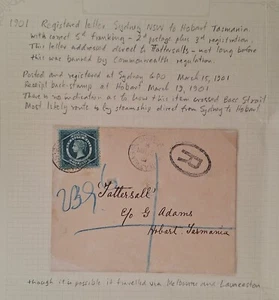 1901 Registered letter Sydney NSW to Hobart Tasmania
with correct 5d franking - 2d postage plus 3d registration
This letter addressed direct to Tattersalls - not long before
this was banned by Commonwealth regulation.
Posted and registered at Sydney GPO March 15, 1901
Receipt backstamp at Hobart March 19, 1901
There is no indicator as to how this item crossed Bass Strait
Most likely route is by steamship direct from Sydney to Hobart
R
"Tattersall"
c/o G Adams
Hobart Tasmania
though it is possible it travelled via Melbourne and Launceston